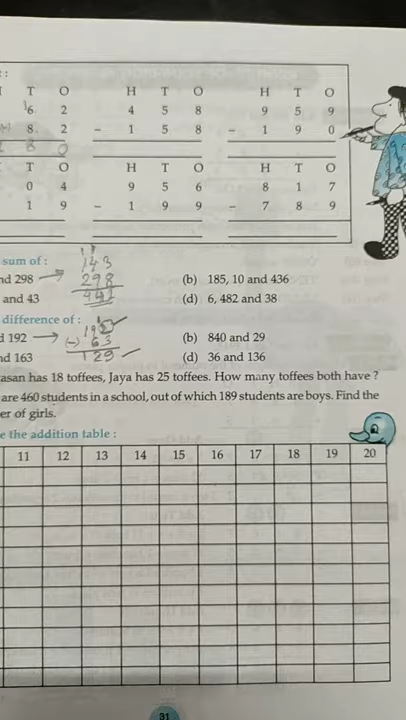 T O H T O H T O
6 2 4 5 8 9 5 9
8 2 - 1 5 8 - 1 9 0
8 0
T O H T O H T O
0 4 9 5 6 8 1 7
1 9 - 1 9 9 - 7 8 9
sum of :
143
nd 298 → 298 (b) 185, 10 and 436
441
and 43 (d) 6, 482 and 38
difference of :
d 192 → 192 (b) 840 and 29
(-) 63
nd 163 129 (d) 36 and 136
asan has 18 toffees, Jaya has 25 toffees. How many toffees both have ?
are 460 students in a school, out of which 189 students are boys. Find the
er of girls.
e the addition table :
11 12 13 14 15 16 17 18 19 20
31